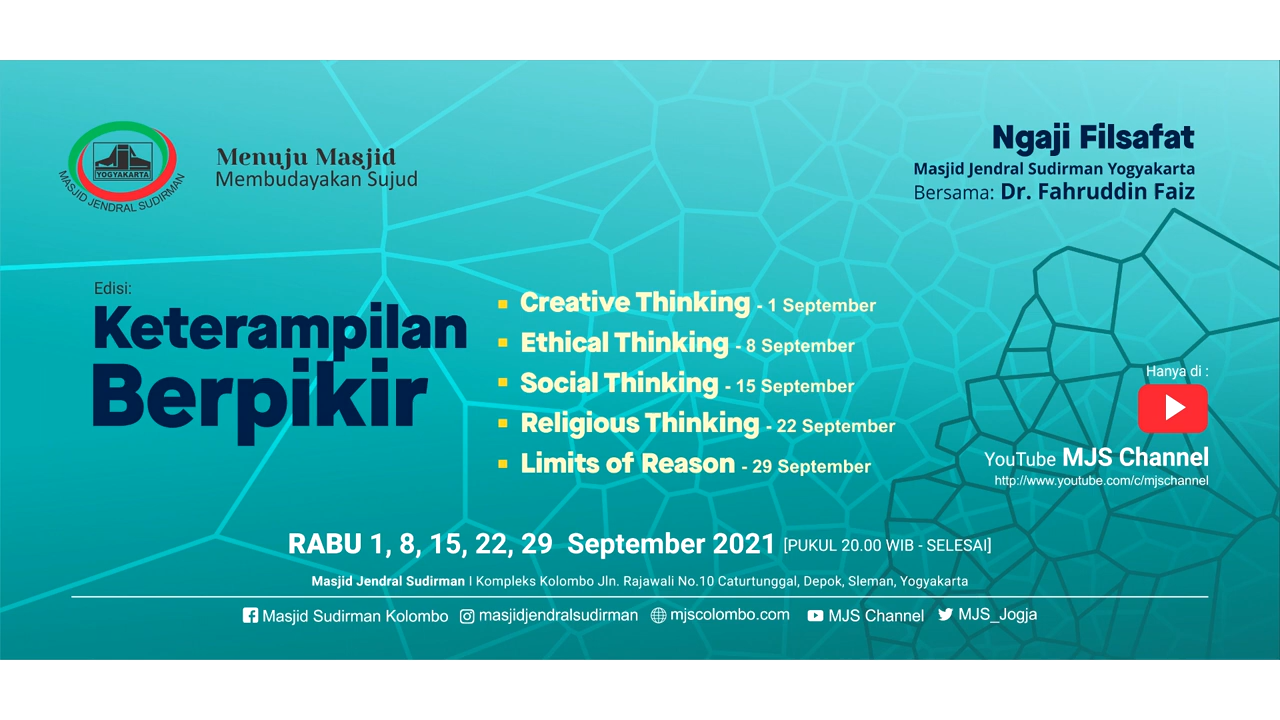 YOGYAKARTA
MASJID JENDRAL SUDIRMAN
Menuju Masjid
Membudayakan Sujud
Ngaji Filsafat
Masjid Jendral Sudirman Yogyakarta
Bersama: Dr. Fahruddin Faiz
Edisi:
Keterampilan
Berpikir
Creative Thinking - 1 September
Ethical Thinking - 8 September
Social Thinking - 15 September
Religious Thinking - 22 September
Limits of Reason - 29 September
Hanya di :
YouTube MJS Channel
http://www.youtube.com/c/mjschannel
RABU 1, 8, 15, 22, 29 September 2021 [PUKUL 20.00 WIB - SELESAI]
Masjid Jendral Sudirman | Kompleks Kolombo Jln. Rajawali No.10 Caturtunggal, Depok, Sleman, Yogyakarta
Masjid Sudirman Kolombo masjidjendralsudirman mjscolombo.com MJS Channel MJS_Jogja